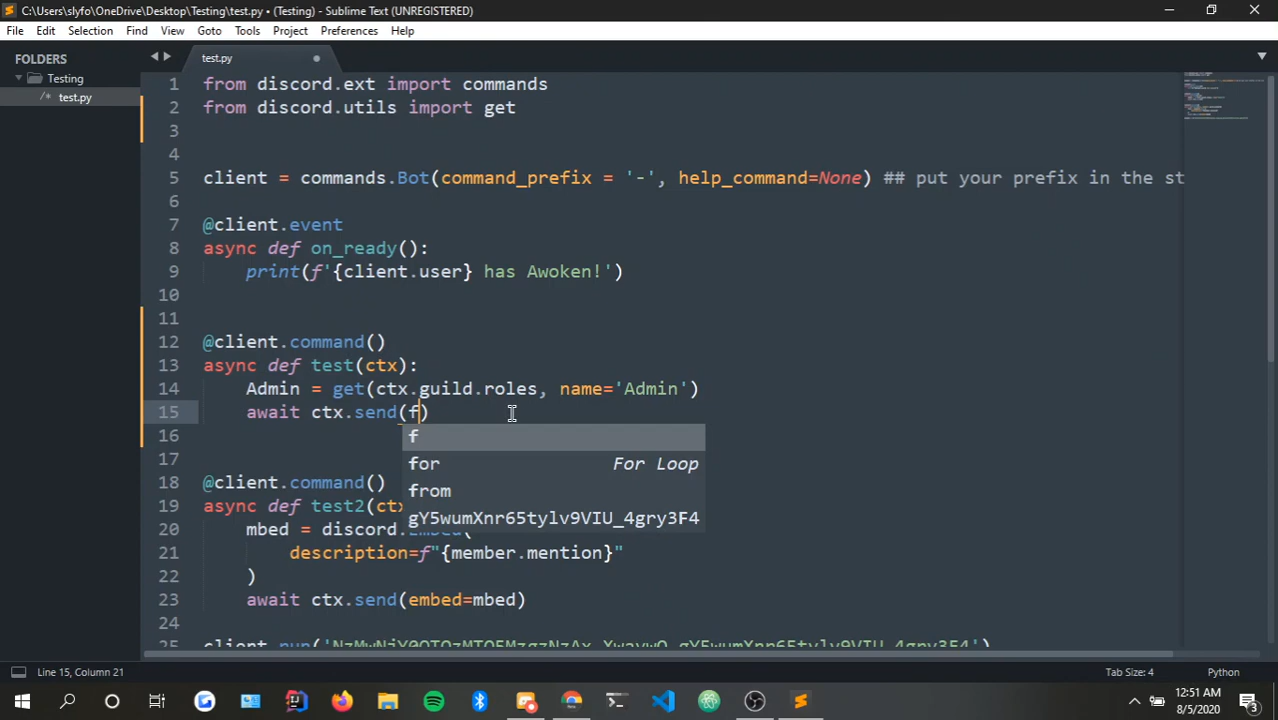 C:\Users\slyfo\OneDrive\Desktop\Testing\test.py • (Testing) - Sublime Text (UNREGISTERED)
File Edit Selection Find View Goto Tools Project Preferences Help
FOLDERS
Testing
/* test.py
test.py
1 from discord.ext import commands
2 from discord.utils import get
3
4
5 client = commands.Bot(command_prefix = '-', help_command=None) ## put your prefix in the st
6
7 @client.event
8 async def on_ready():
9 print(f'{client.user} has Awoken!')
10
11
12 @client.command()
13 async def test(ctx):
14 Admin = get(ctx.guild.roles, name='Admin')
15 await ctx.send(f)
16
f
for For Loop
from
gY5wumXnr65tylv9VIU_4gry3F4
17
18 @client.command()
19 async def test2(ctx
20 mbed = discord.Embed(
21 description=f"{member.mention}"
22 )
23 await ctx.send(embed=mbed)
24
25
Line 15, Column 21
Tab Size: 4
Python
12:51 AM
8/5/2020
3